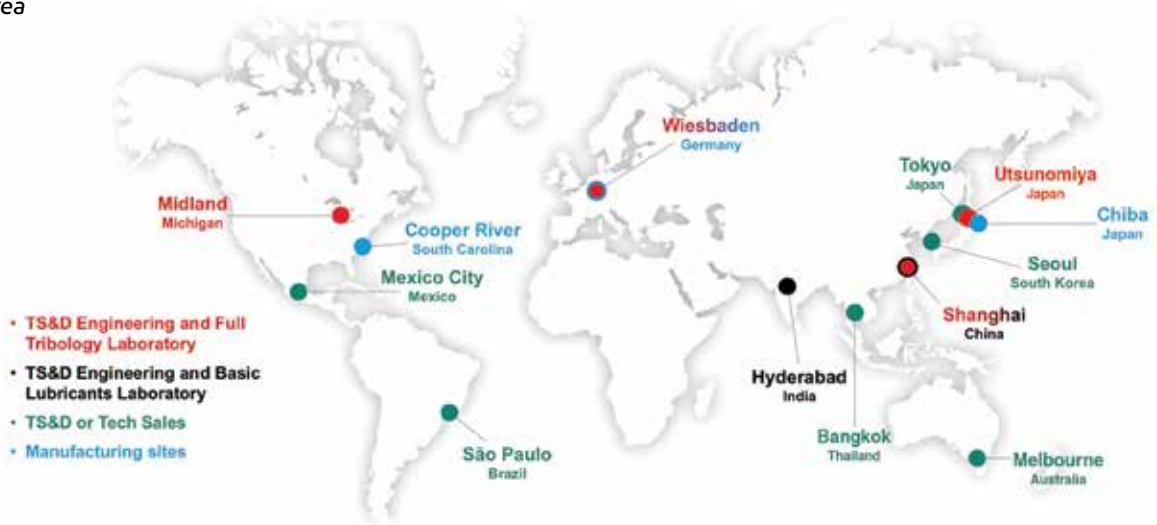 Wiesbaden
Germany
Tokyo
Japan
Utsunomiya
Japan
Midland
Michigan
Chiba
Japan
Cooper River
South Carolina
Seoul
South Korea
Mexico City
Mexico
Shanghai
China
• TS&D Engineering and Full
Tribology Laboratory
• TS&D Engineering and Basic
Lubricants Laboratory
• TS&D or Tech Sales
• Manufacturing sites
Hyderabad
India
Bangkok
Thailand
São Paulo
Brazil
Melbourne
Australia